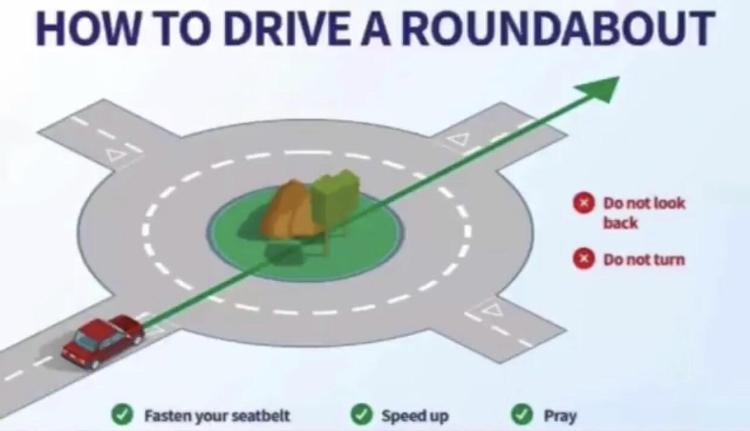 HOW TO DRIVE A ROUNDABOUT
Do not look
back
Do not turn
Fasten your seatbelt
Speed up
Pray